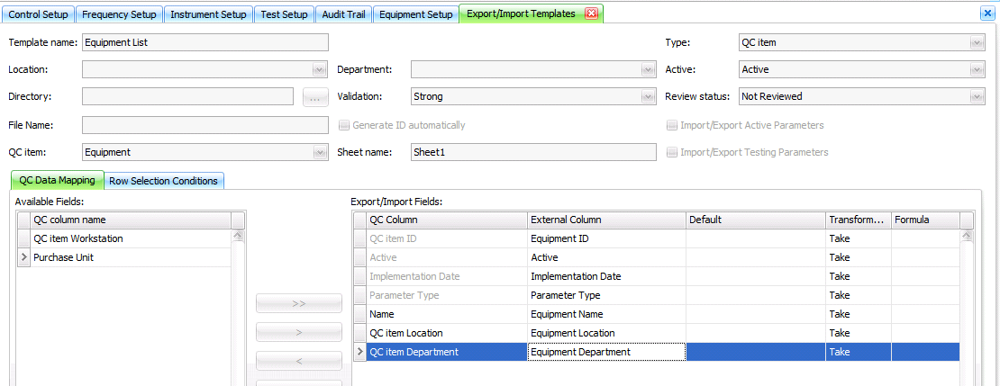 Control Setup Frequency Setup Instrument Setup Test Setup Audit Trail Equipment Setup Export/Import Templates
Template name: Equipment List Type: QC item
Location: Department: Active: Active
Directory: ... Validation: Strong Review status: Not Reviewed
File Name: Generate ID automatically Import/Export Active Parameters
QC item: Equipment Sheet name: Sheet1 Import/Export Testing Parameters
QC Data Mapping Row Selection Conditions
Available Fields: Export/Import Fields:
QC column name QC Column External Column Default Transform... Formula
QC item Workstation QC item ID Equipment ID Take
Purchase Unit Active Active Take
Implementation Date Implementation Date Take
Parameter Type Parameter Type Take
>> Name Equipment Name Take
> QC item Location Equipment Location Take
< QC item Department Equipment Department Take